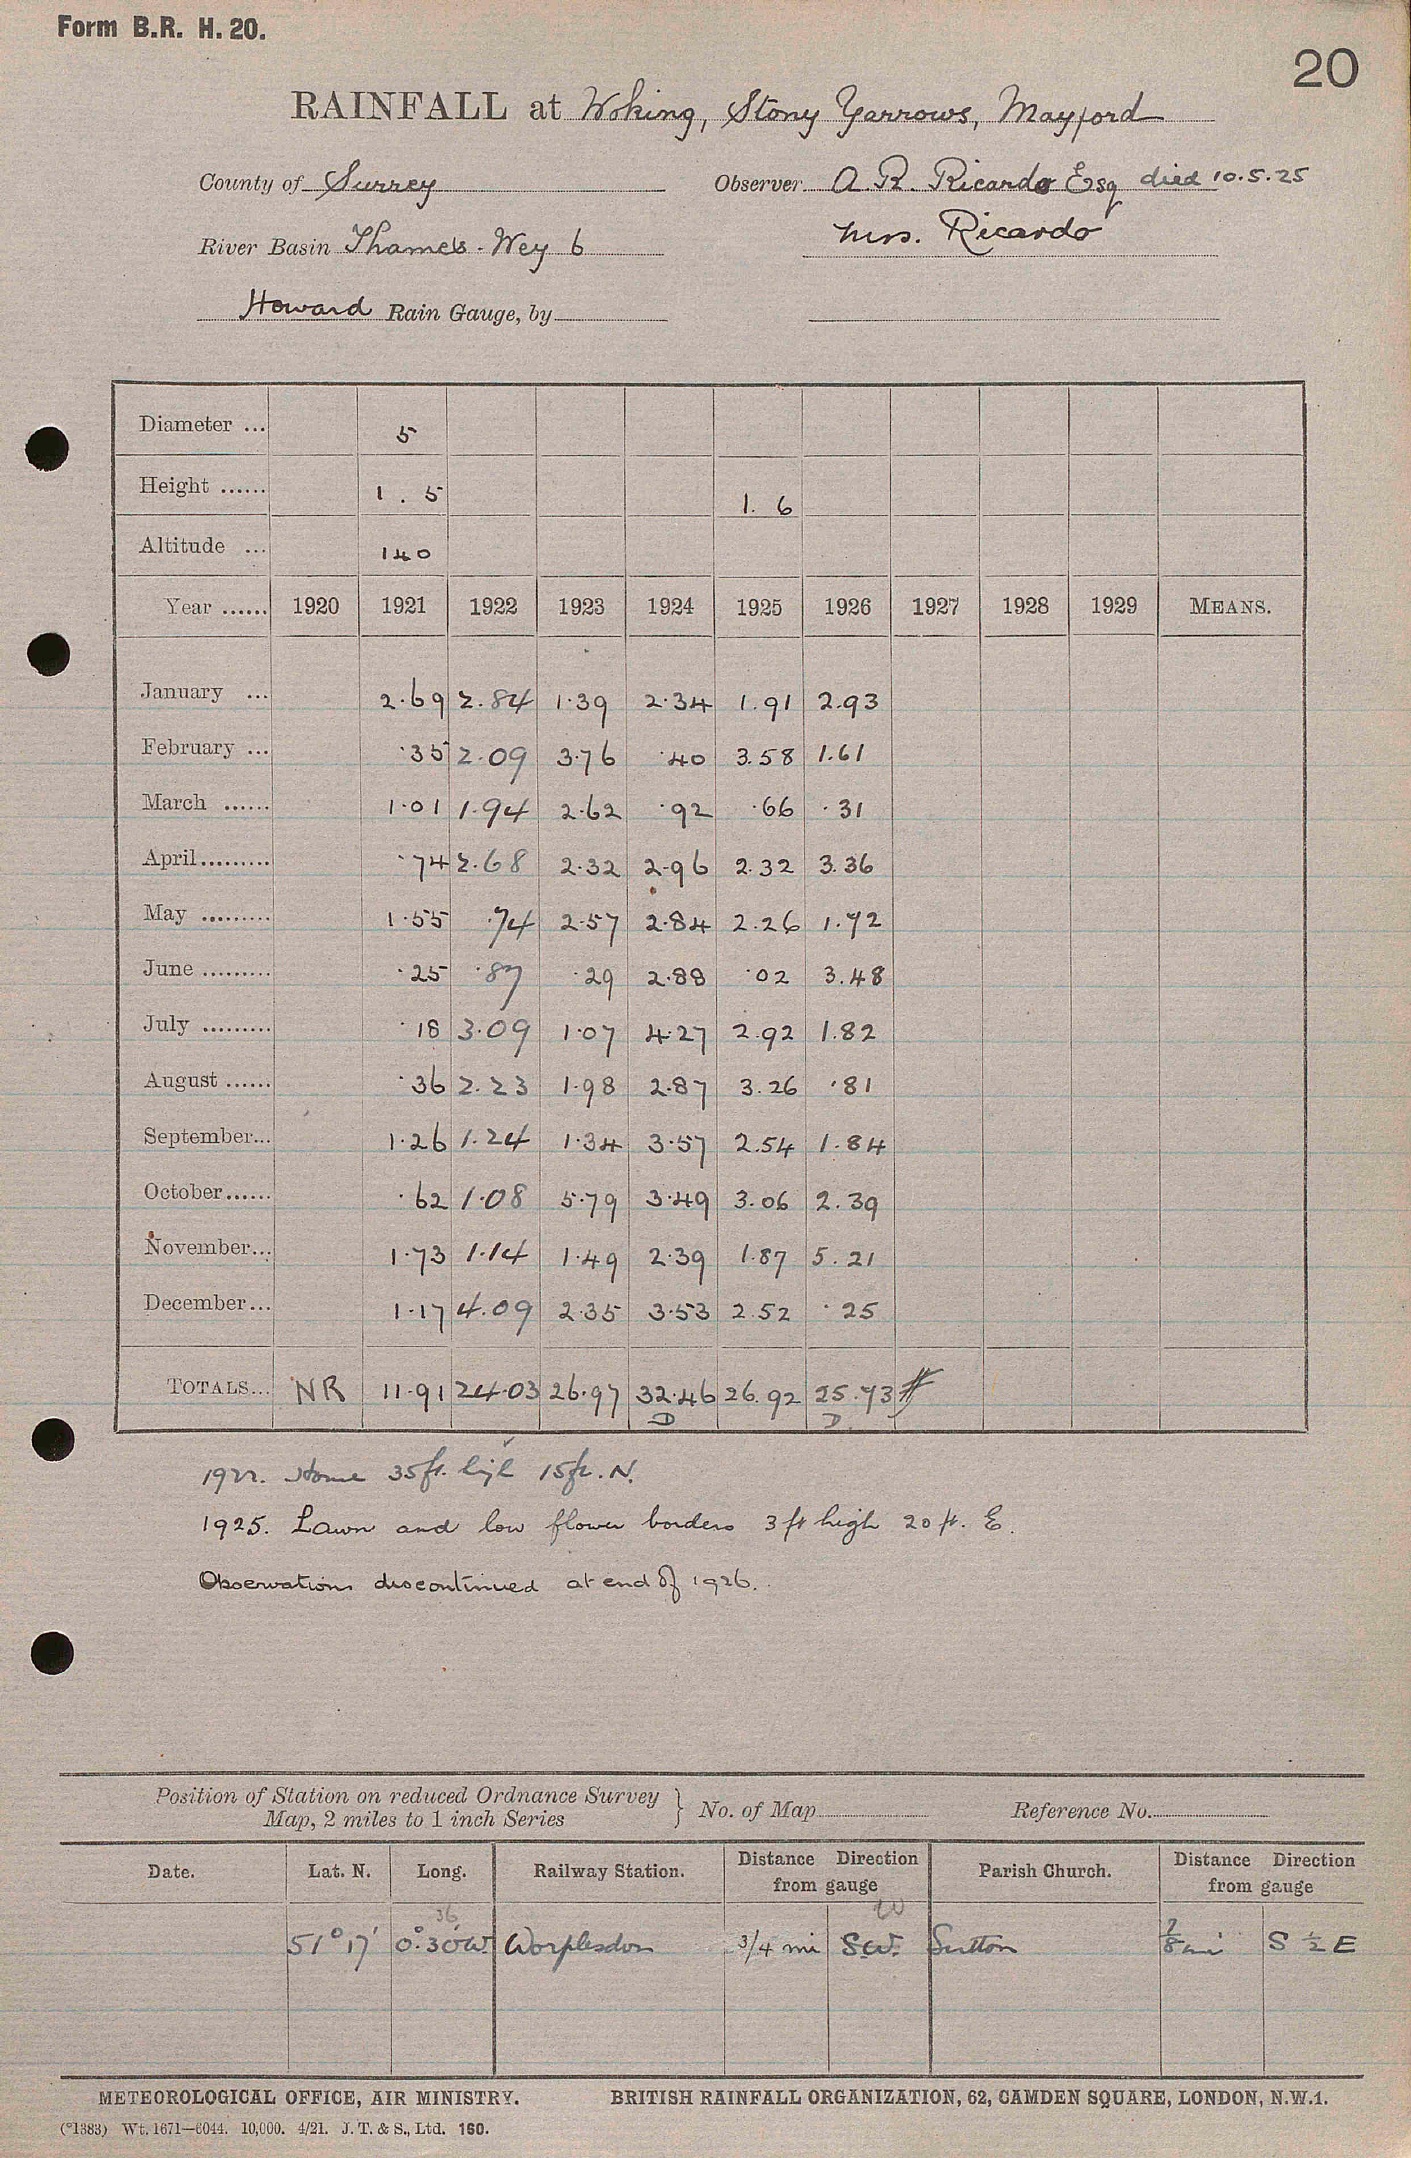 Form B.R. H. 20.
20
RAINFALL at Woking, Stony Yarrows, Mayford
County of Surrey Observer A. R. Ricardo Esq died 10.5.25
River Basin Thames - Wey 6 Mrs. Ricardo
Howard Rain Gauge, by
Diameter ... 5
Height ...... 1 . 5 1. 6
Altitude ... 140
Year ...... 1920 1921 1922 1923 1924 1925 1926 1927 1928 1929 MEANS.
January ... 2.69 2.84 1.39 2.34 1.91 2.93
February ... .35 2.09 3.76 .40 3.58 1.61
March ...... 1.01 1.94 2.62 .92 .66 .31
April ......... .74 2.68 2.32 2.96 2.32 3.36
May ......... 1.55 .74 2.57 2.84 2.26 1.72
June ......... .25 .87 .29 2.88 .02 3.48
July ......... .18 3.09 1.07 4.27 2.92 1.82
August ...... .36 2.23 1.98 2.87 3.26 .81
September... 1.26 1.24 1.34 3.57 2.54 1.84
October...... .62 1.08 5.79 3.49 3.06 2.39
November... 1.73 1.14 1.49 2.39 1.87 5.21
December... 1.17 4.09 2.35 3.53 2.52 .25
TOTALS... NR 11.91 24.03 26.97 32.46 26.92 25.73
D D
1922. Home 35 ft. high 15 ft. N.
1925. Lawn and low flower borders 3 ft high 20 ft. E.
Observations discontinued at end of 1926.
Position of Station on reduced Ordnance Survey
Map, 2 miles to 1 inch Series } No. of Map Reference No.
Date. Lat. N. Long. Railway Station. Distance Direction from gauge Parish Church. Distance Direction from gauge
36 W
51° 17' 0° 30' W. Worplesdon 3/4 mi SW. Sutton 7/8 mi S 1/2 E
METEOROLOGICAL OFFICE, AIR MINISTRY. BRITISH RAINFALL ORGANIZATION, 62, CAMDEN SQUARE, LONDON, N.W.1.
(*1383) Wt. 1671—6044. 10,000. 4/21. J. T. & S., Ltd. 160.